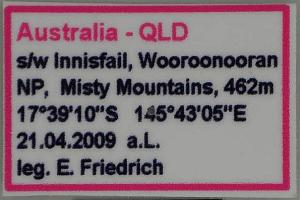 Australia - QLD
s/w Innisfail, Wooroonooran
NP, Misty Mountains, 462m
17°39'10"S 145°43'05"E
21.04.2009 a.L.
leg. E. Friedrich